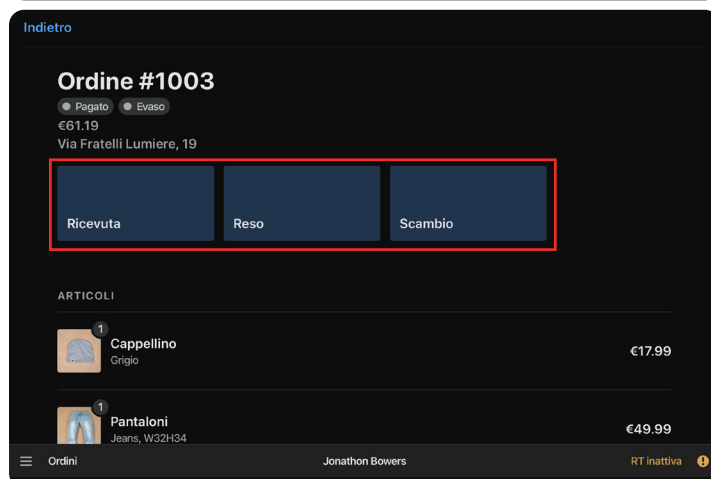 Indietro
Ordine #1003
Pagato Evaso
€61.19
Via Fratelli Lumiere, 19
Ricevuta Reso Scambio
ARTICOLI
1
Cappellino
Grigio
€17.99
1
Pantaloni
Jeans, W32H34
€49.99
Ordini Jonathon Bowers RT inattiva